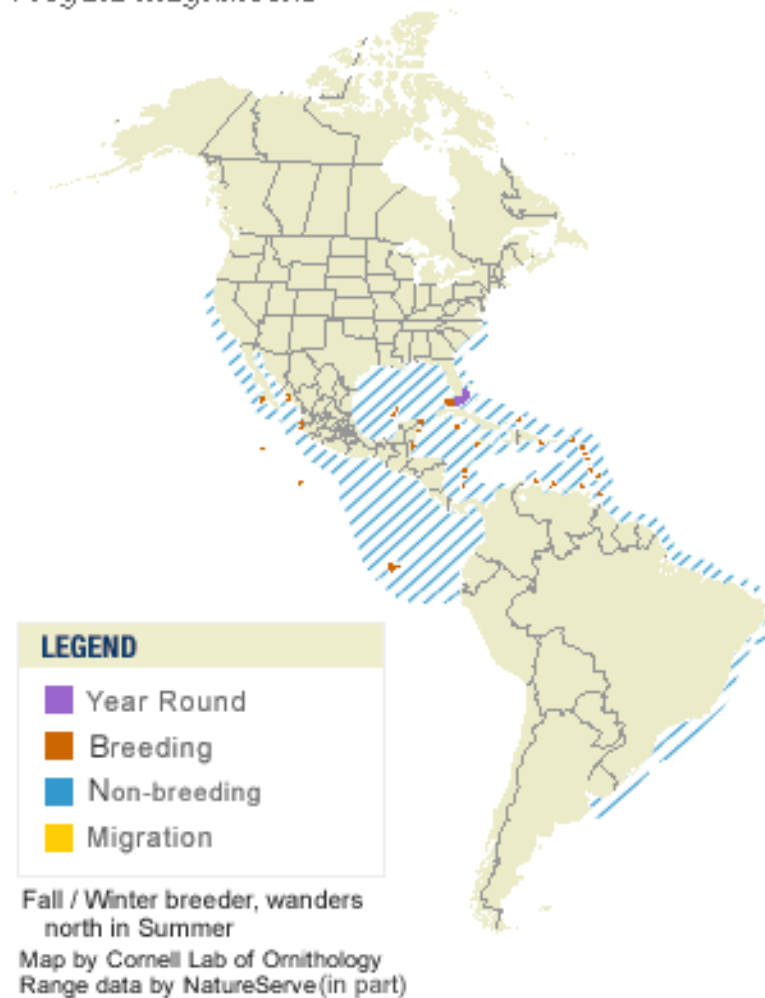 LEGEND
Year Round
Breeding
Non-breeding
Migration
Fall / Winter breeder, wanders
north in Summer
Map by Cornell Lab of Ornithology
Range data by NatureServe (in part)